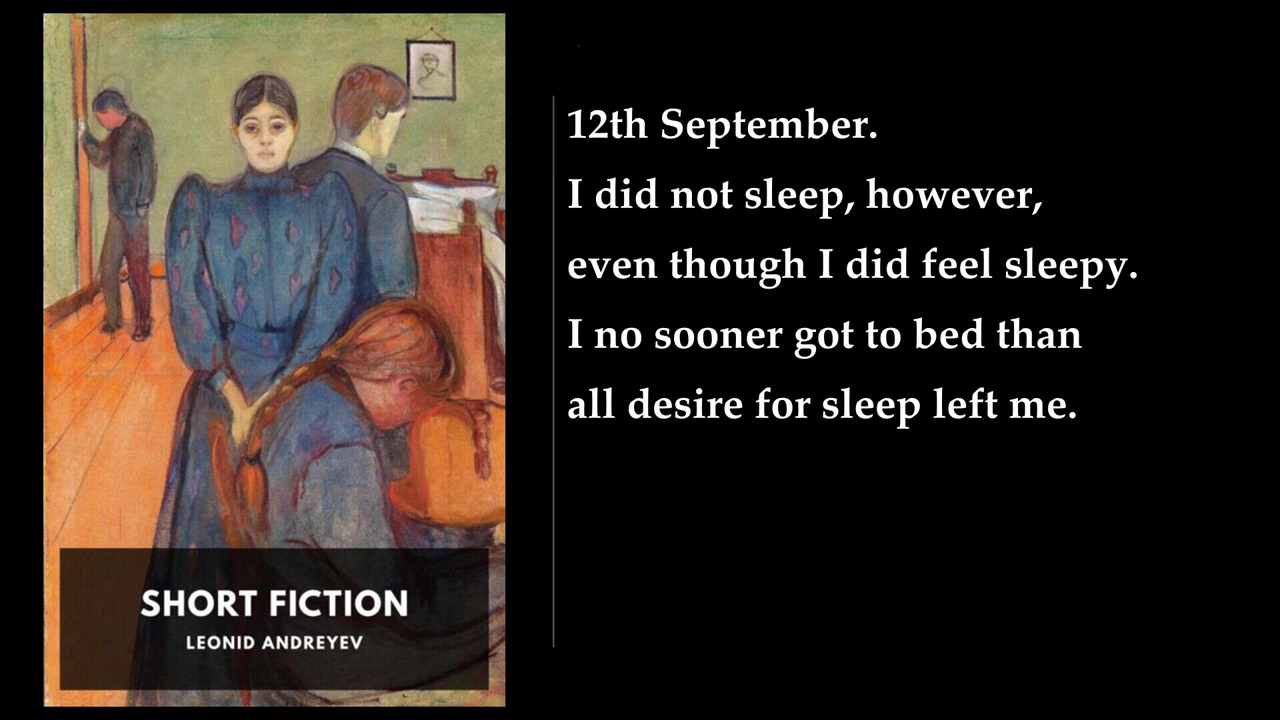 SHORT FICTION
LEONID ANDREYEV
12th September.
I did not sleep, however,
even though I did feel sleepy.
I no sooner got to bed than
all desire for sleep left me.